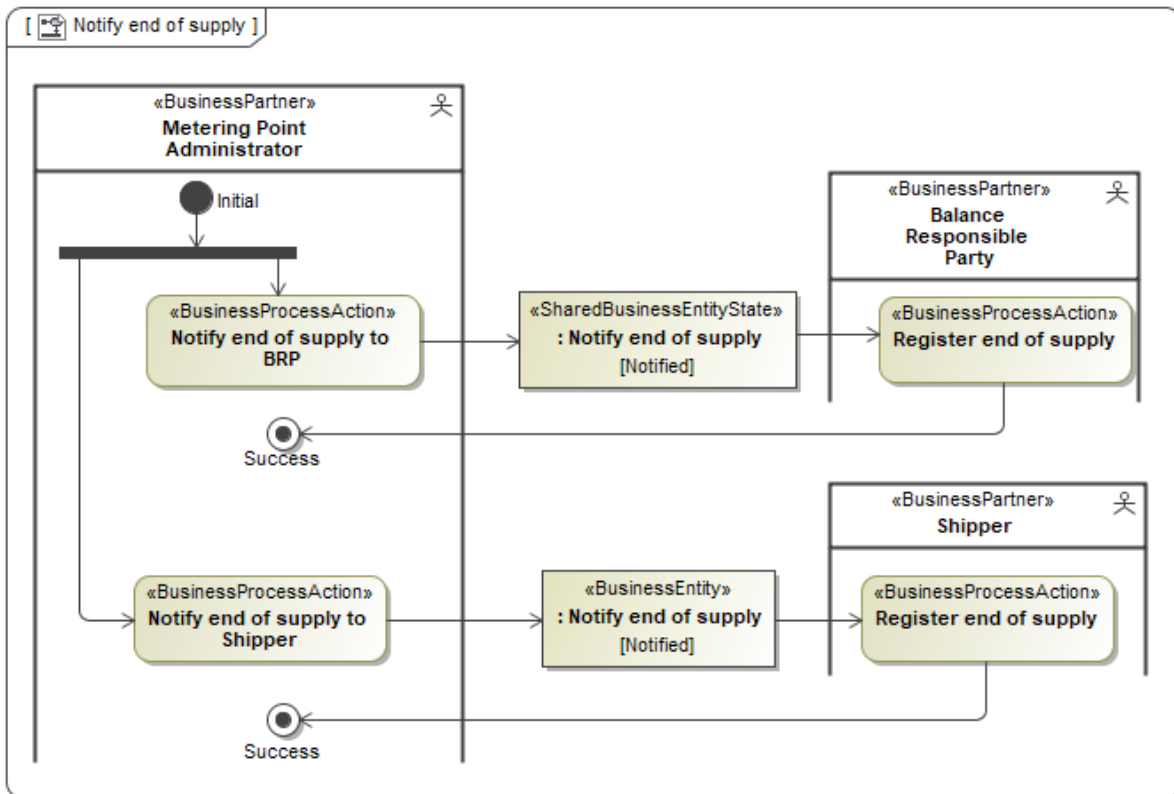 [ Notify end of supply ]
«BusinessPartner»
Metering Point
Administrator
Initial
«BusinessPartner»
Balance
Responsible
Party
«BusinessProcessAction»
Notify end of supply to
BRP
«SharedBusinessEntityState»
: Notify end of supply
[Notified]
«BusinessProcessAction»
Register end of supply
Success
«BusinessPartner»
Shipper
«BusinessProcessAction»
Notify end of supply to
Shipper
«BusinessEntity»
: Notify end of supply
[Notified]
«BusinessProcessAction»
Register end of supply
Success